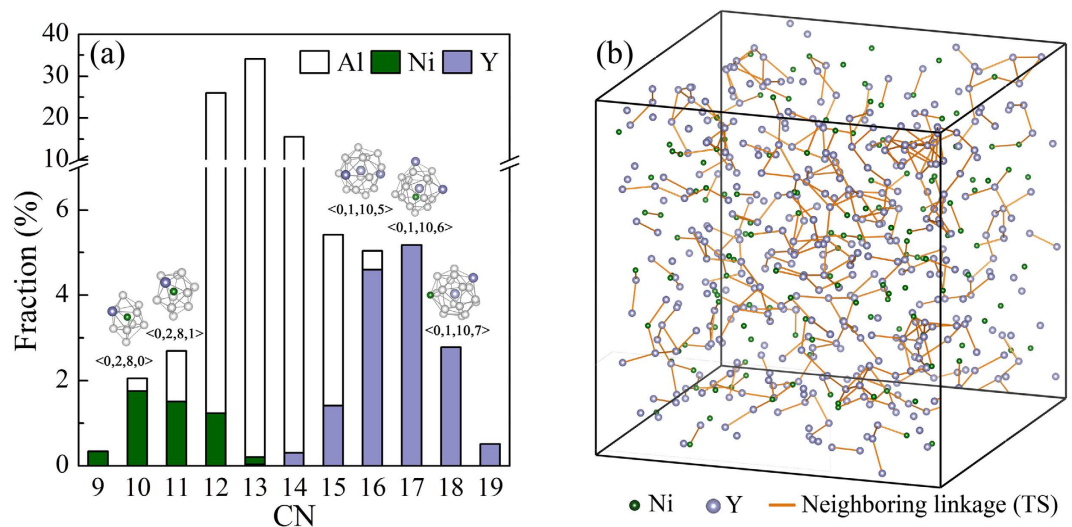 (a)
Al Ni Y
Fraction (%)
40
30
20
10
6
4
2
0
<0,2,8,0>
<0,2,8,1>
<0,1,10,5>
<0,1,10,6>
<0,1,10,7>
9 10 11 12 13 14 15 16 17 18 19
CN
(b)
Ni Y Neighboring linkage (TS)